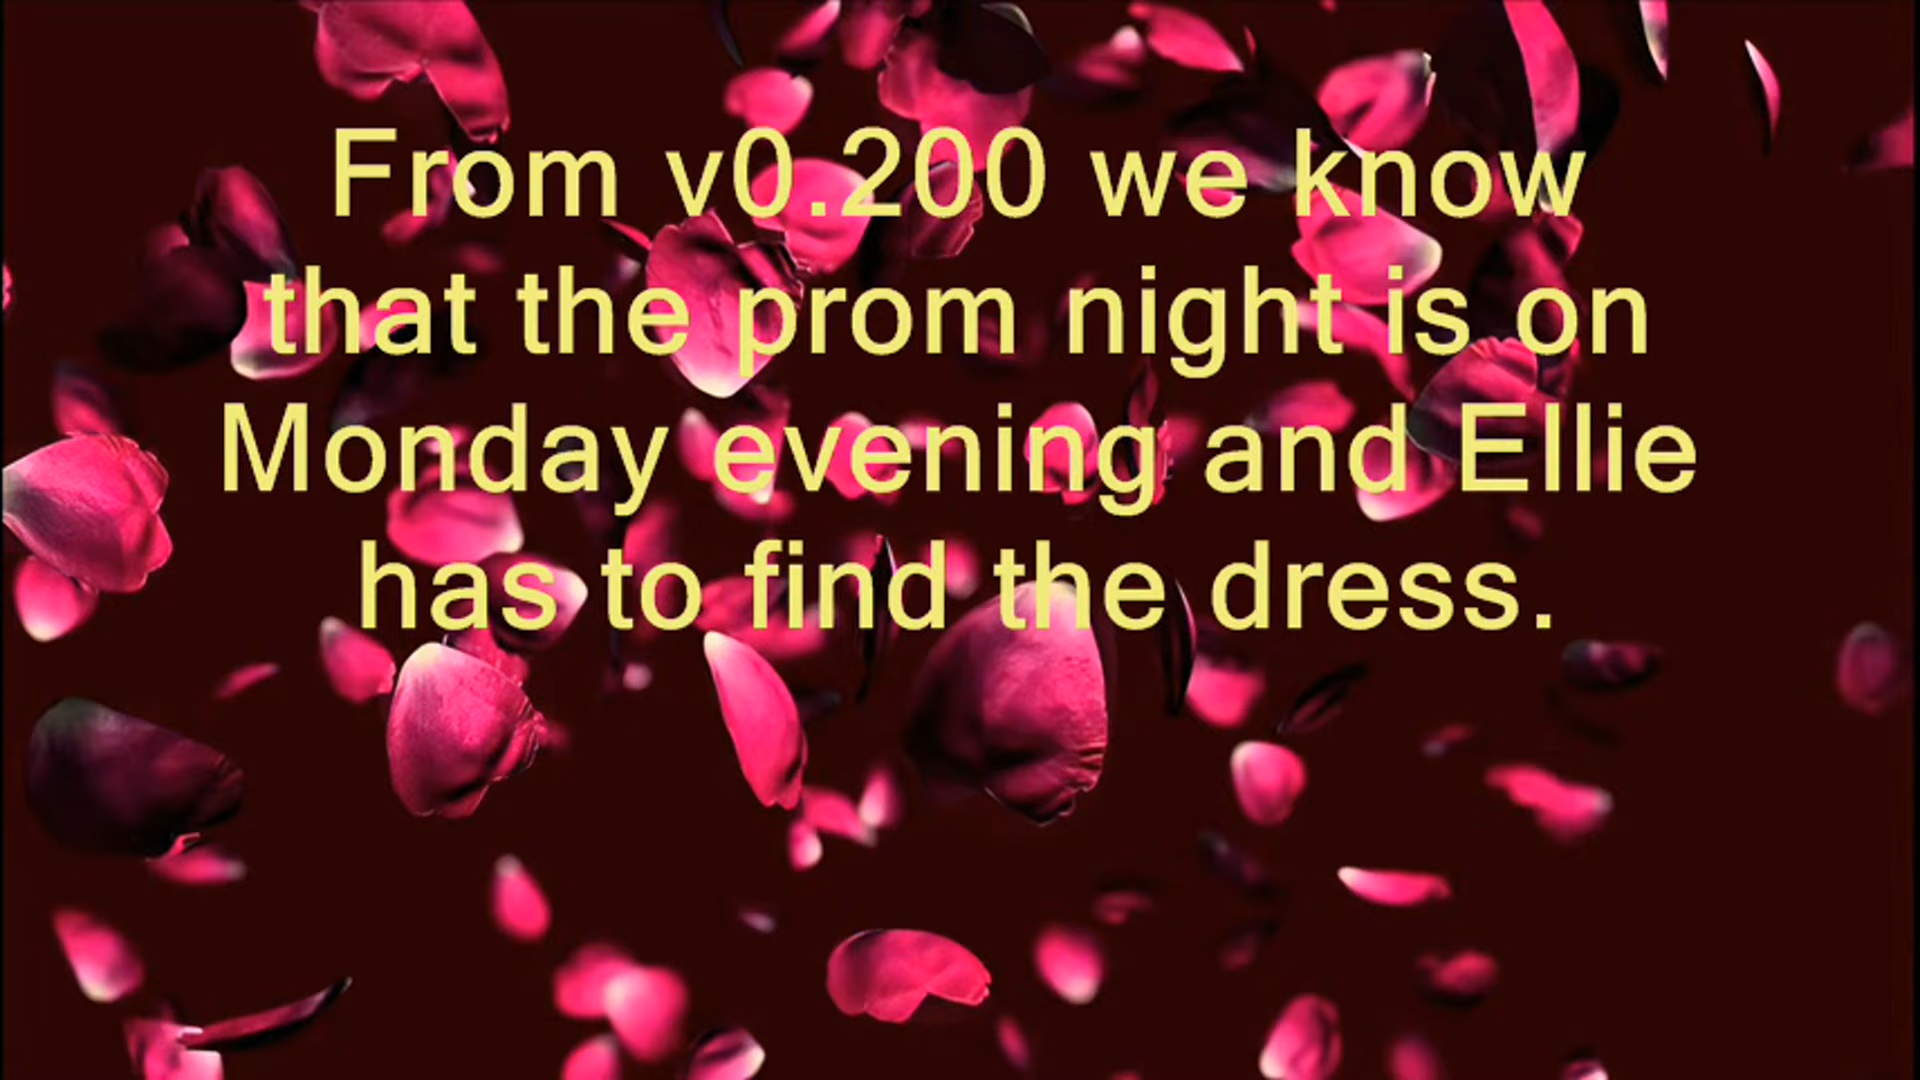 From v0.200 we know
that the prom night is on
Monday evening and Ellie
has to find the dress.